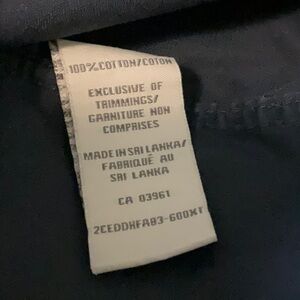 100%COTTON/COTON
EXCLUSIVE OF
TRIMMINGS/
GARNITURE NON
COMPRISES
MADE IN SRI LANKA/
FABRIQUÉ AU
SRI LANKA
CA 03961